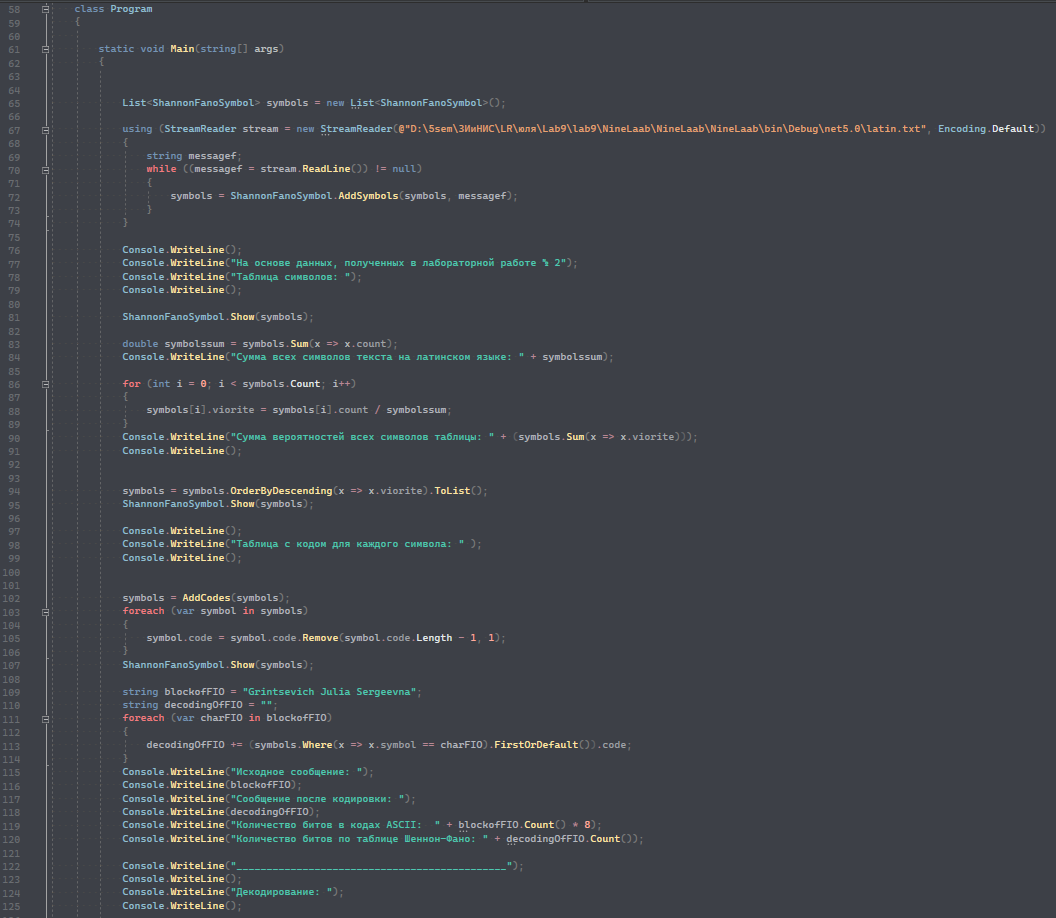 58 class Program
59 {
60
61 static void Main(string[] args)
62 {
63
64
65 List<ShannonFanoSymbol> symbols = new List<ShannonFanoSymbol>();
66
67 using (StreamReader stream = new StreamReader(@"D:\5sem\ЗИиНИС\LR\юля\Lab9\lab9\NineLaab\NineLaab\NineLaab\bin\Debug\net5.0\latin.txt", Encoding.Default))
68 {
69 string messagef;
70 while ((messagef = stream.ReadLine()) != null)
71 {
72 symbols = ShannonFanoSymbol.AddSymbols(symbols, messagef);
73 }
74 }
75
76 Console.WriteLine();
77 Console.WriteLine("На основе данных, полученных в лабораторной работе № 2");
78 Console.WriteLine("Таблица символов: ");
79 Console.WriteLine();
80
81 ShannonFanoSymbol.Show(symbols);
82
83 double symbolssum = symbols.Sum(x => x.count);
84 Console.WriteLine("Сумма всех символов текста на латинском языке: " + symbolssum);
85
86 for (int i = 0; i < symbols.Count; i++)
87 {
88 symbols[i].viorite = symbols[i].count / symbolssum;
89 }
90 Console.WriteLine("Сумма вероятностей всех символов таблицы: " + (symbols.Sum(x => x.viorite)));
91 Console.WriteLine();
92
93
94 symbols = symbols.OrderByDescending(x => x.viorite).ToList();
95 ShannonFanoSymbol.Show(symbols);
96
97 Console.WriteLine();
98 Console.WriteLine("Таблица с кодом для каждого символа: " );
99 Console.WriteLine();
100
101
102 symbols = AddCodes(symbols);
103 foreach (var symbol in symbols)
104 {
105 symbol.code = symbol.code.Remove(symbol.code.Length - 1, 1);
106 }
107 ShannonFanoSymbol.Show(symbols);
108
109 string blockofFIO = "Grintsevich Julia Sergeevna";
110 string decodingOfFIO = "";
111 foreach (var charFIO in blockofFIO)
112 {
113 decodingOfFIO += (symbols.Where(x => x.symbol == charFIO).FirstOrDefault()).code;
114 }
115 Console.WriteLine("Исходное сообщение: ");
116 Console.WriteLine(blockofFIO);
117 Console.WriteLine("Сообщение после кодировки: ");
118 Console.WriteLine(decodingOfFIO);
119 Console.WriteLine("Количество битов в кодах ASCII:  " + blockofFIO.Count() * 8);
120 Console.WriteLine("Количество битов по таблице Шеннон-Фано: " + decodingOfFIO.Count());
121
122 Console.WriteLine("_____________________________________________");
123 Console.WriteLine();
124 Console.WriteLine("Декодирование: ");
125 Console.WriteLine();